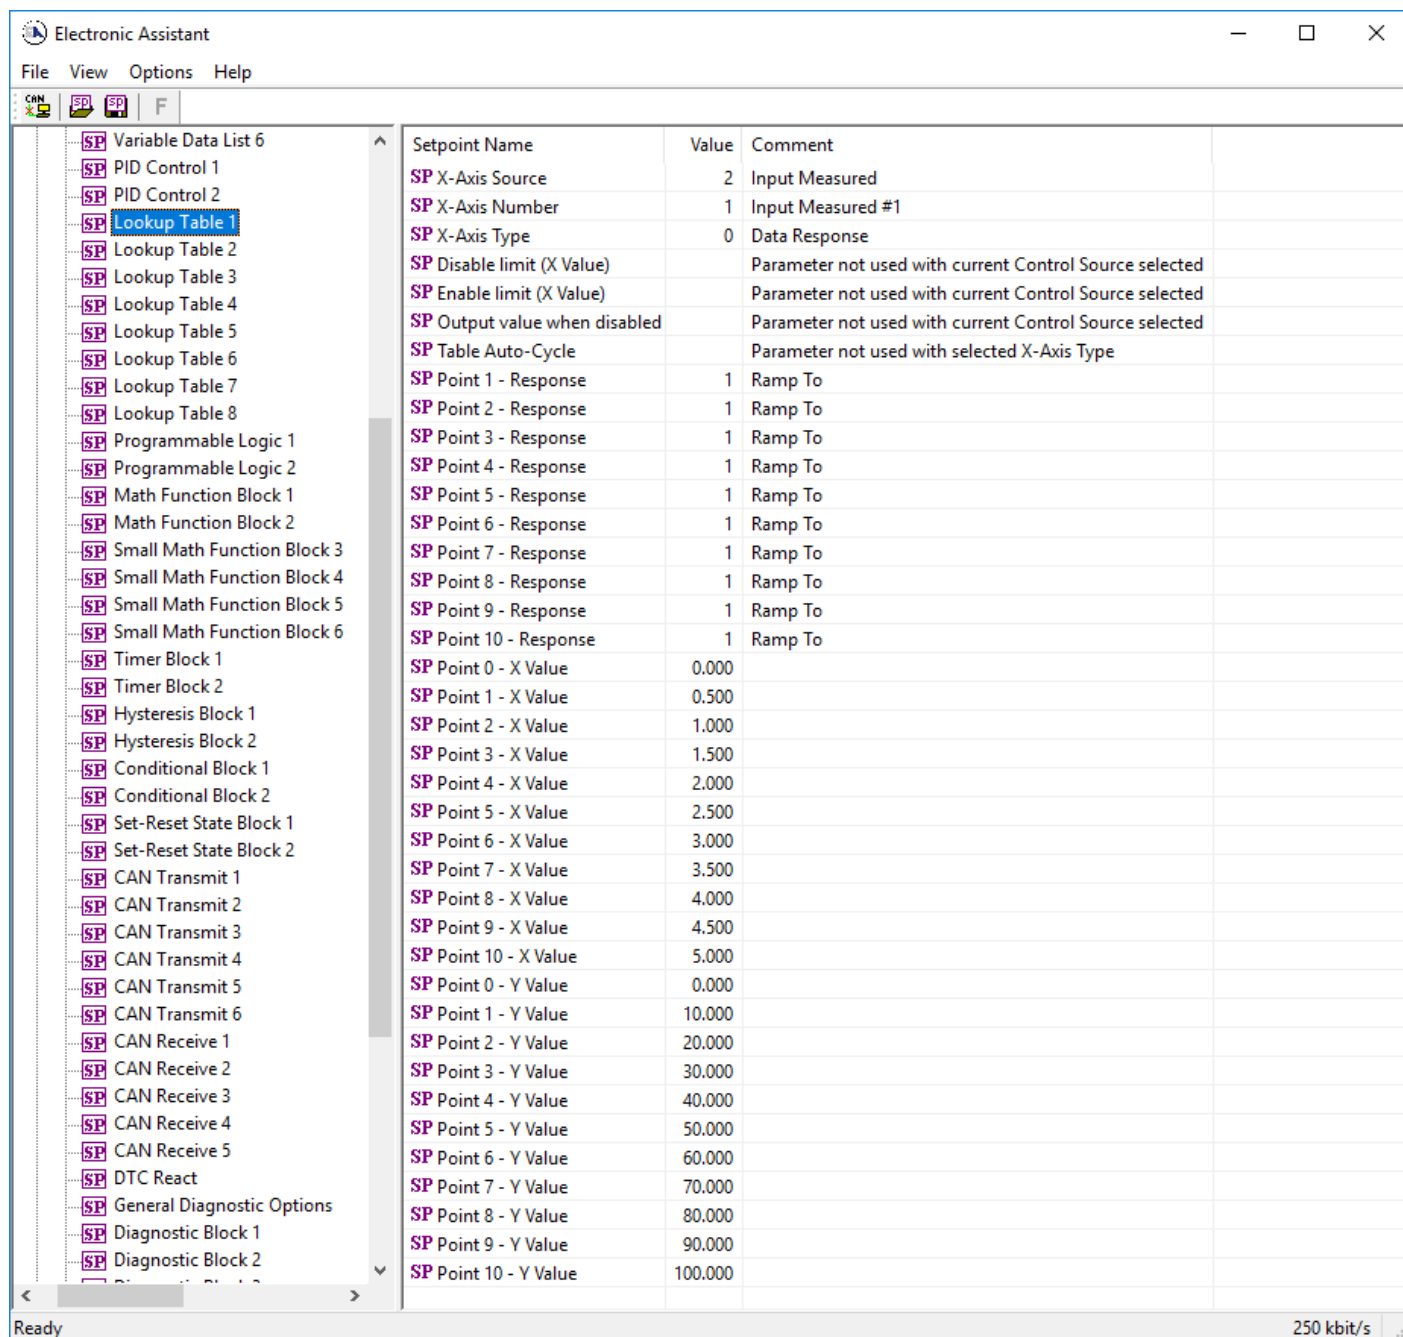 Electronic Assistant
File View Options Help
CAN SP SP F
SP Variable Data List 6
SP PID Control 1
SP PID Control 2
SP Lookup Table 1
SP Lookup Table 2
SP Lookup Table 3
SP Lookup Table 4
SP Lookup Table 5
SP Lookup Table 6
SP Lookup Table 7
SP Lookup Table 8
SP Programmable Logic 1
SP Programmable Logic 2
SP Math Function Block 1
SP Math Function Block 2
SP Small Math Function Block 3
SP Small Math Function Block 4
SP Small Math Function Block 5
SP Small Math Function Block 6
SP Timer Block 1
SP Timer Block 2
SP Hysteresis Block 1
SP Hysteresis Block 2
SP Conditional Block 1
SP Conditional Block 2
SP Set-Reset State Block 1
SP Set-Reset State Block 2
SP CAN Transmit 1
SP CAN Transmit 2
SP CAN Transmit 3
SP CAN Transmit 4
SP CAN Transmit 5
SP CAN Transmit 6
SP CAN Receive 1
SP CAN Receive 2
SP CAN Receive 3
SP CAN Receive 4
SP CAN Receive 5
SP DTC React
SP General Diagnostic Options
SP Diagnostic Block 1
SP Diagnostic Block 2
Setpoint Name Value Comment
SP X-Axis Source 2 Input Measured
SP X-Axis Number 1 Input Measured #1
SP X-Axis Type 0 Data Response
SP Disable limit (X Value) Parameter not used with current Control Source selected
SP Enable limit (X Value) Parameter not used with current Control Source selected
SP Output value when disabled Parameter not used with current Control Source selected
SP Table Auto-Cycle Parameter not used with selected X-Axis Type
SP Point 1 - Response 1 Ramp To
SP Point 2 - Response 1 Ramp To
SP Point 3 - Response 1 Ramp To
SP Point 4 - Response 1 Ramp To
SP Point 5 - Response 1 Ramp To
SP Point 6 - Response 1 Ramp To
SP Point 7 - Response 1 Ramp To
SP Point 8 - Response 1 Ramp To
SP Point 9 - Response 1 Ramp To
SP Point 10 - Response 1 Ramp To
SP Point 0 - X Value 0.000
SP Point 1 - X Value 0.500
SP Point 2 - X Value 1.000
SP Point 3 - X Value 1.500
SP Point 4 - X Value 2.000
SP Point 5 - X Value 2.500
SP Point 6 - X Value 3.000
SP Point 7 - X Value 3.500
SP Point 8 - X Value 4.000
SP Point 9 - X Value 4.500
SP Point 10 - X Value 5.000
SP Point 0 - Y Value 0.000
SP Point 1 - Y Value 10.000
SP Point 2 - Y Value 20.000
SP Point 3 - Y Value 30.000
SP Point 4 - Y Value 40.000
SP Point 5 - Y Value 50.000
SP Point 6 - Y Value 60.000
SP Point 7 - Y Value 70.000
SP Point 8 - Y Value 80.000
SP Point 9 - Y Value 90.000
SP Point 10 - Y Value 100.000
Ready 250 kbit/s